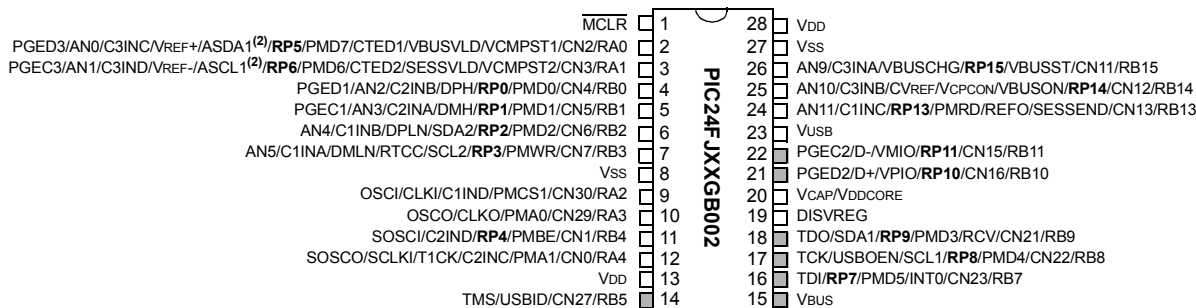 MCLR 1 28 VDD
PGED3/AN0/C3INC/VREF+/ASDA1(2)/RP5/PMD7/CTED1/VBUSVLD/VCMPST1/CN2/RA0 2 27 VSS
PGEC3/AN1/C3IND/VREF-/ASCL1(2)/RP6/PMD6/CTED2/SESSVLD/VCMPST2/CN3/RA1 3 26 AN9/C3INA/VBUSCHG/RP15/VBUSST/CN11/RB15
PGED1/AN2/C2INB/DPH/RP0/PMD0/CN4/RB0 4 25 AN10/C3INB/CVREF/VCPCON/VBUSON/RP14/CN12/RB14
PGEC1/AN3/C2INA/DMH/RP1/PMD1/CN5/RB1 5 24 AN11/C1INC/RP13/PMRD/REFO/SESSEND/CN13/RB13
AN4/C1INB/DPLN/SDA2/RP2/PMD2/CN6/RB2 6 23 VUSB
AN5/C1INA/DMLN/RTCC/SCL2/RP3/PMWR/CN7/RB3 7 22 PGEC2/D-/VMIO/RP11/CN15/RB11
VSS 8 21 PGED2/D+/VPIO/RP10/CN16/RB10
OSCI/CLKI/C1IND/PMCS1/CN30/RA2 9 20 VCAP/VDDCORE
OSCO/CLKO/PMA0/CN29/RA3 10 19 DISVREG
SOSCI/C2IND/RP4/PMBE/CN1/RB4 11 18 TDO/SDA1/RP9/PMD3/RCV/CN21/RB9
SOSCO/SCLKI/T1CK/C2INC/PMA1/CN0/RA4 12 17 TCK/USBOEN/SCL1/RP8/PMD4/CN22/RB8
VDD 13 16 TDI/RP7/PMD5/INT0/CN23/RB7
TMS/USBID/CN27/RB5 14 15 VBUS
PIC24FJXXGB002